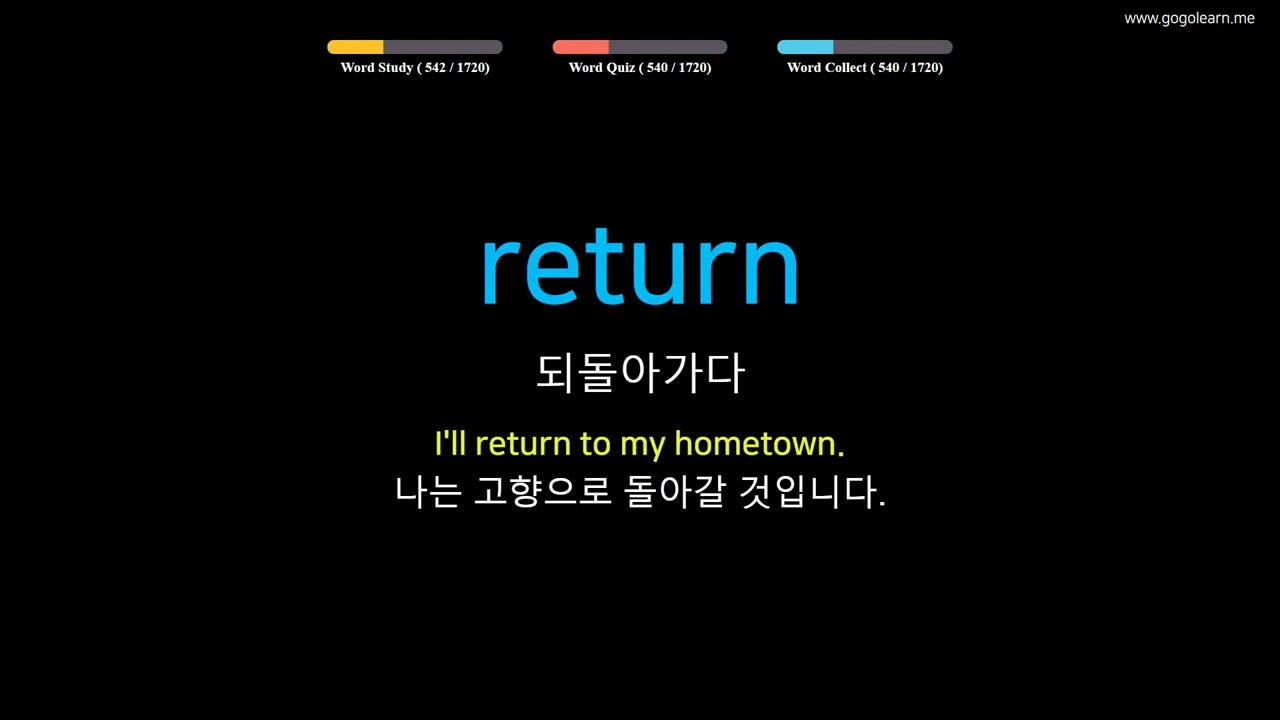 www.gogolearn.me
Word Study ( 542 / 1720)
Word Quiz ( 540 / 1720)
Word Collect ( 540 / 1720)
return
되돌아가다
I'll return to my hometown.
나는 고향으로 돌아갈 것입니다.